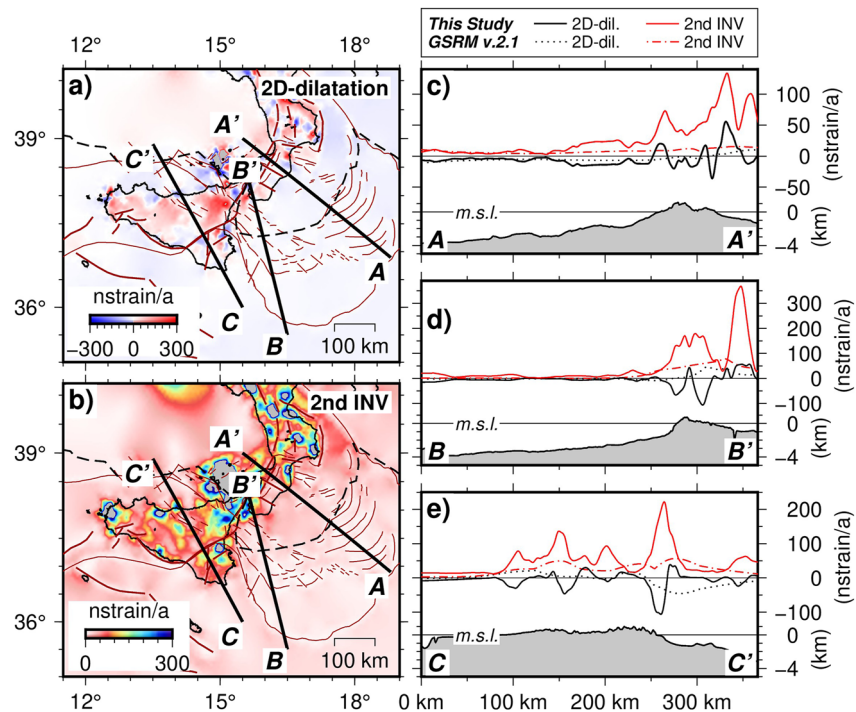 This Study — 2D-dil. — 2nd INV
GSRM v.2.1 ····· 2D-dil. -·-·- 2nd INV
12° 15° 18°
a) 2D-dilatation
39°
36°
A'
C'
B'
A
C
B
nstrain/a
−300 0 300
100 km
b) 2nd INV
39°
36°
A'
C'
B'
A
C
B
nstrain/a
0 300
100 km
12° 15° 18°
c)
100
50
0
−50
(nstrain/a)
m.s.l.
0
−4
(km)
A A'
d)
300
200
100
0
−100
(nstrain/a)
m.s.l.
0
−4
(km)
B B'
e)
200
100
0
−100
(nstrain/a)
m.s.l.
0
−4
(km)
C C'
0 km 100 km 200 km 300 km